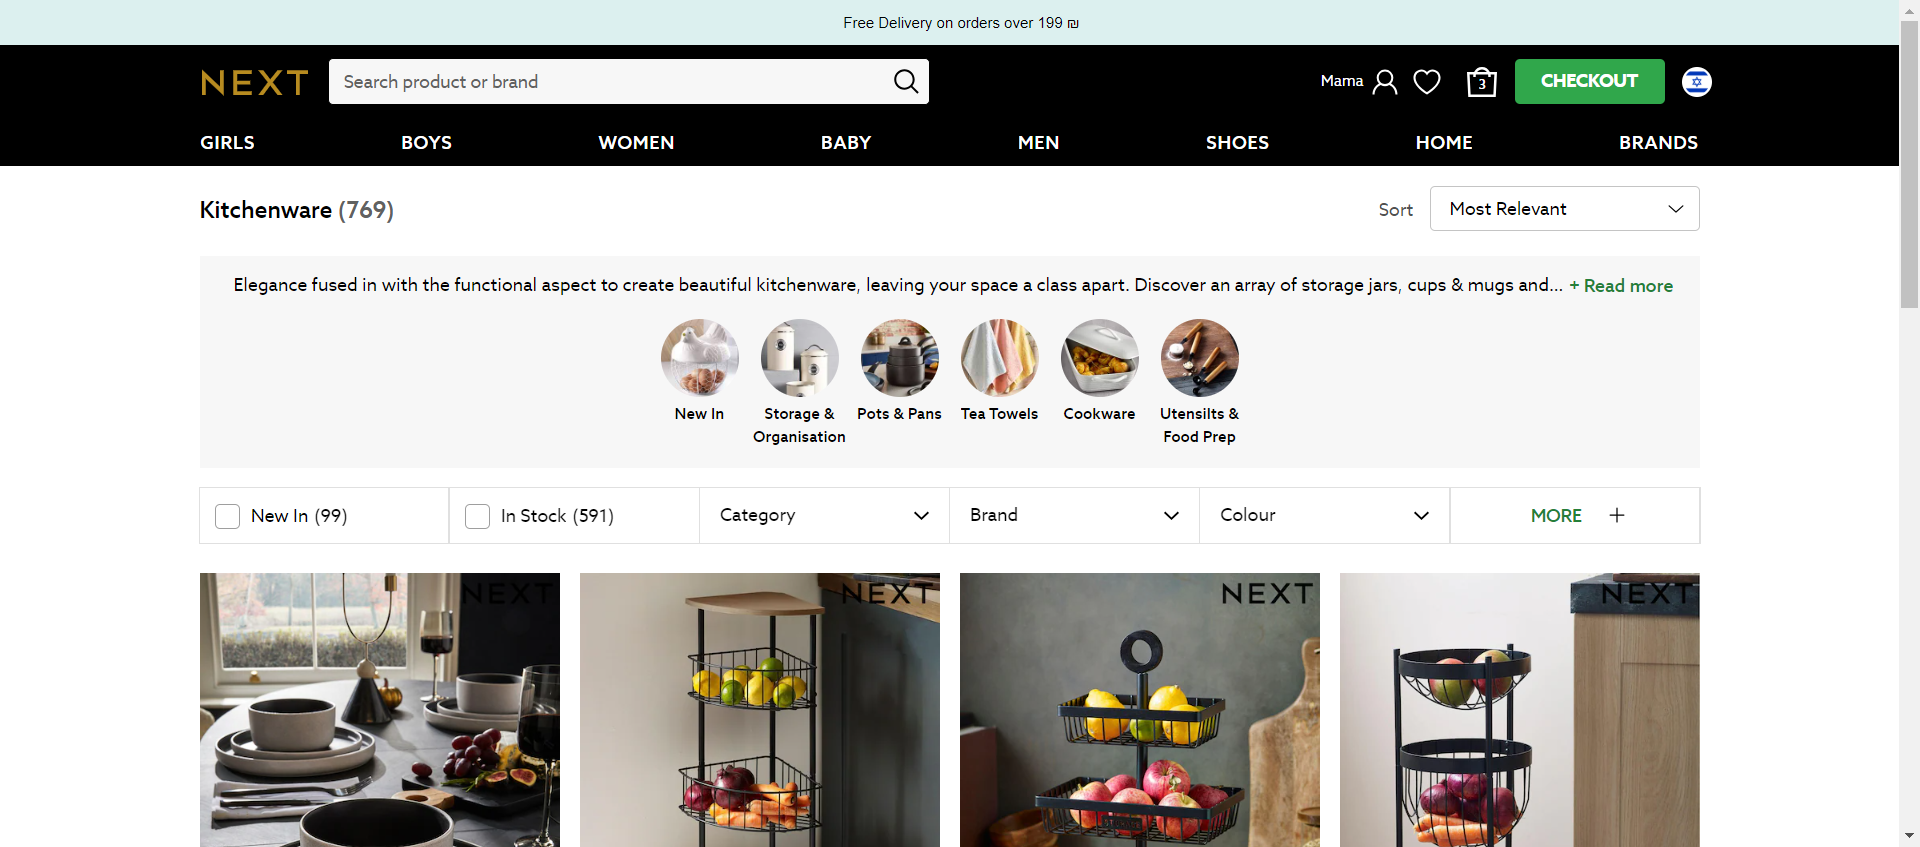 Free Delivery on orders over 199 ₪
NEXT
Search product or brand
Mama
3
CHECKOUT
GIRLS
BOYS
WOMEN
BABY
MEN
SHOES
HOME
BRANDS
Kitchenware (769)
Sort
Most Relevant
Elegance fused in with the functional aspect to create beautiful kitchenware, leaving your space a class apart. Discover an array of storage jars, cups & mugs and... + Read more
New In
Storage &
Organisation
Pots & Pans
Tea Towels
Cookware
Utensilts &
Food Prep
New In (99)
In Stock (591)
Category
Brand
Colour
MORE +
NEXT
NEXT
NEXT
NEXT